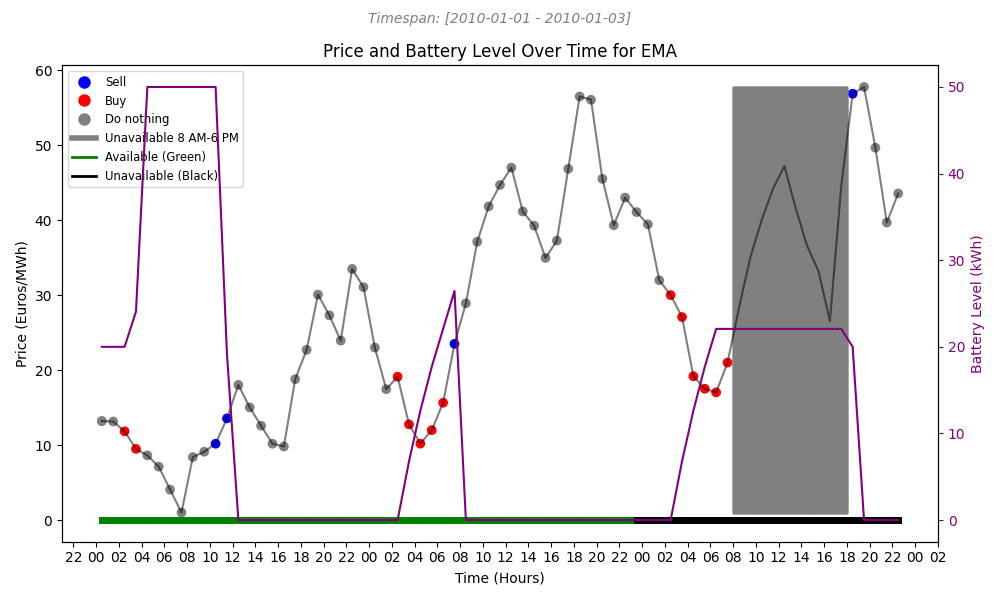 Timespan: [2010-01-01 - 2010-01-03]
Price and Battery Level Over Time for EMA
Sell
Buy
Do nothing
Unavailable 8 AM-6 PM
Available (Green)
Unavailable (Black)
Price (Euros/MWh)
60
50
40
30
20
10
0
Battery Level (kWh)
50
40
30
20
10
0
22 00 02 04 06 08 10 12 14 16 18 20 22 00 02 04 06 08 10 12 14 16 18 20 22 00 02 04 06 08 10 12 14 16 18 20 22 00 02
Time (Hours)